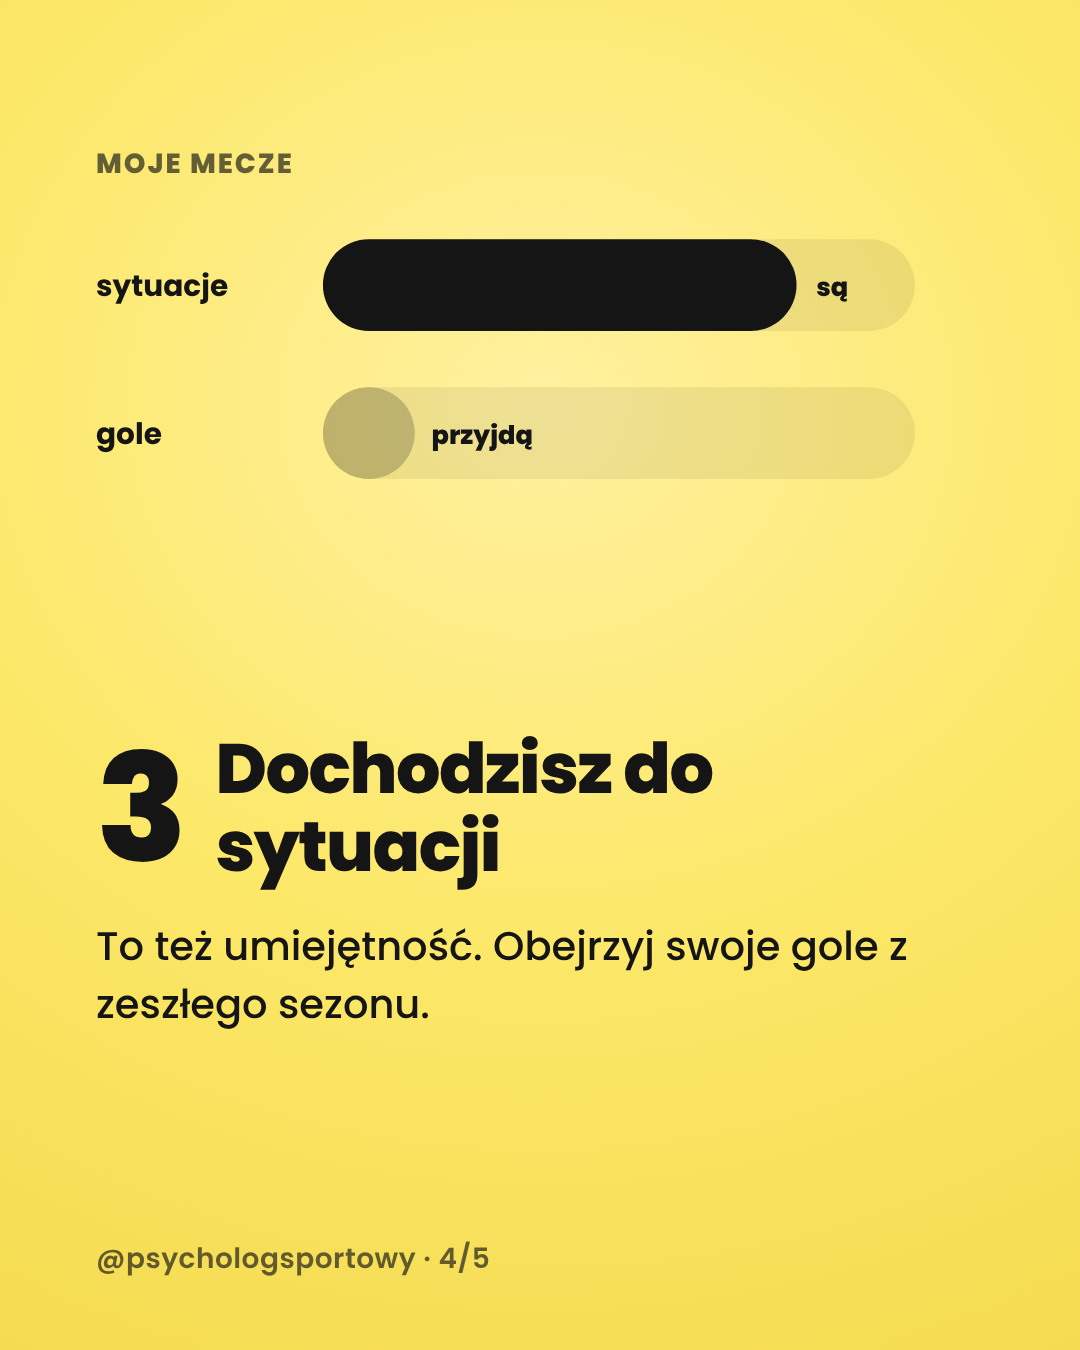 MOJE MECZE
sytuacje
są
gole
przyjdą
3
Dochodzisz do
sytuacji
To też umiejętność. Obejrzyj swoje gole z
zeszłego sezonu.
@psychologsportowy · 4/5